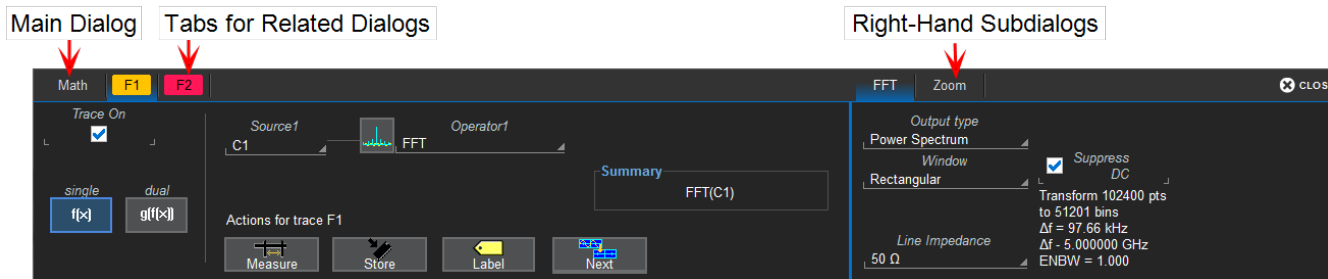 Main Dialog
Tabs for Related Dialogs
Right-Hand Subdialogs
Math
F1
F2
FFT
Zoom
CLOS
Trace On
Source1
C1
Operator1
FFT
single
dual
f(x)
g(f(x))
Summary
FFT(C1)
Actions for trace F1
Measure
Store
Label
Next
Output type
Power Spectrum
Window
Rectangular
Suppress
DC
Line Impedance
50 Ω
Transform 102400 pts
to 51201 bins
Δf = 97.66 kHz
Δf - 5.000000 GHz
ENBW = 1.000